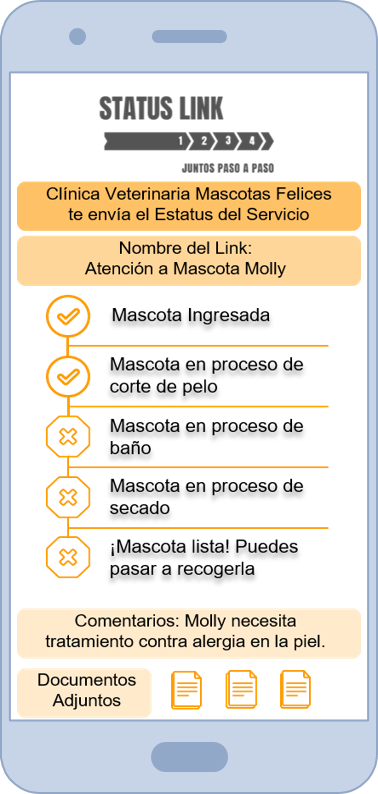 STATUS LINK
1 2 3 4
JUNTOS PASO A PASO
Clínica Veterinaria Mascotas Felices
te envía el Estatus del Servicio
Nombre del Link:
Atención a Mascota Molly
Mascota Ingresada
Mascota en proceso de
corte de pelo
Mascota en proceso de
baño
Mascota en proceso de
secado
¡Mascota lista! Puedes
pasar a recogerla
Comentarios: Molly necesita
tratamiento contra alergia en la piel.
Documentos
Adjuntos